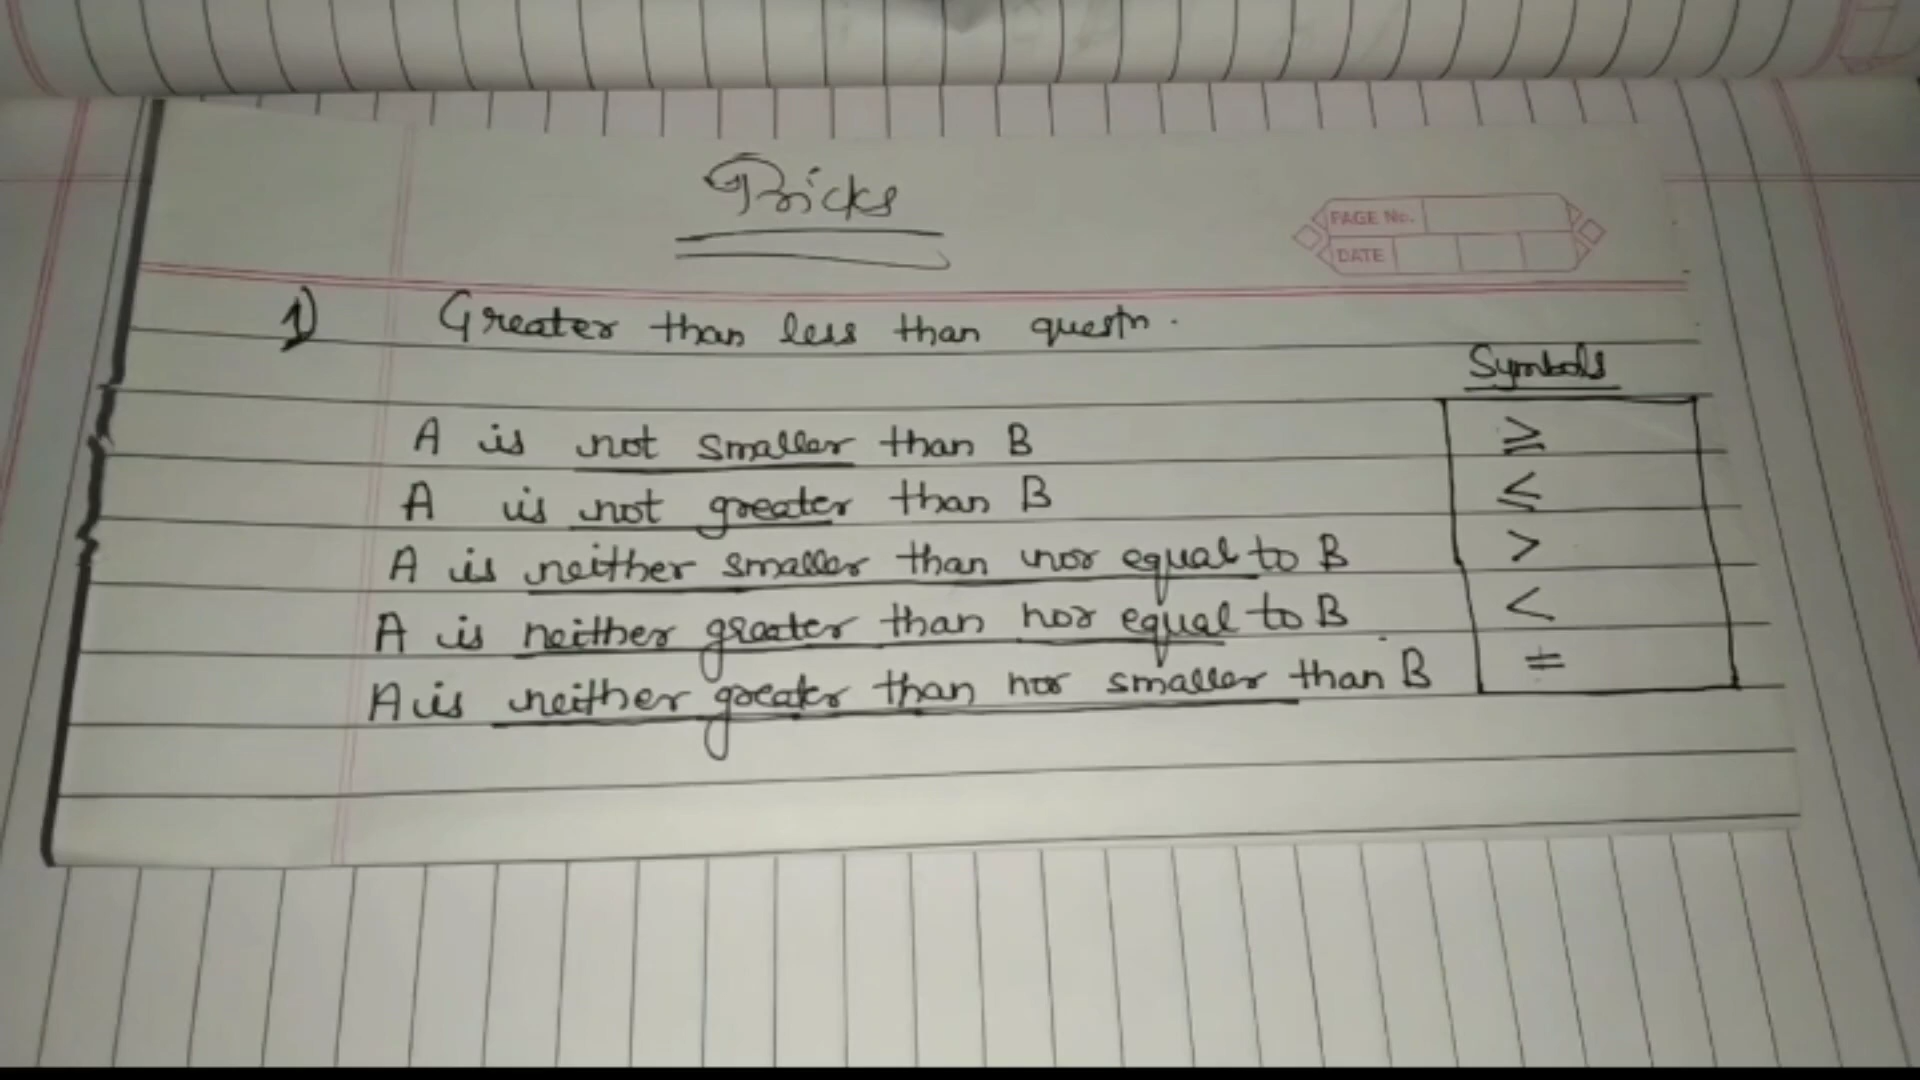 Tricks
PAGE No.
DATE
1) Greater than less than questn.
Symbols
A is not smaller than B ≥
A is not greater than B ≤
A is neither smaller than nor equal to B >
A is neither greater than nor equal to B <
A is neither greater than nor smaller than B =